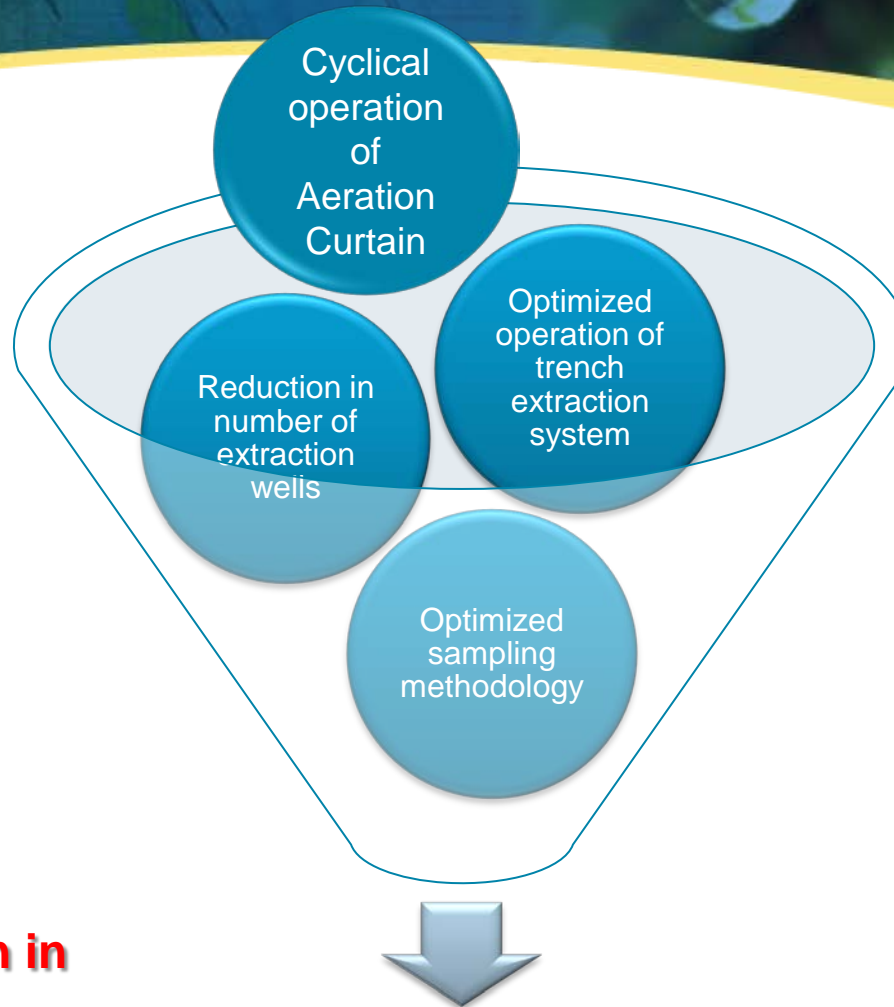 Cyclical
operation
of
Aeration
Curtain
Optimized
operation of
trench
extraction
system
Reduction in
number of
extraction
wells
Optimized
sampling
methodology
in